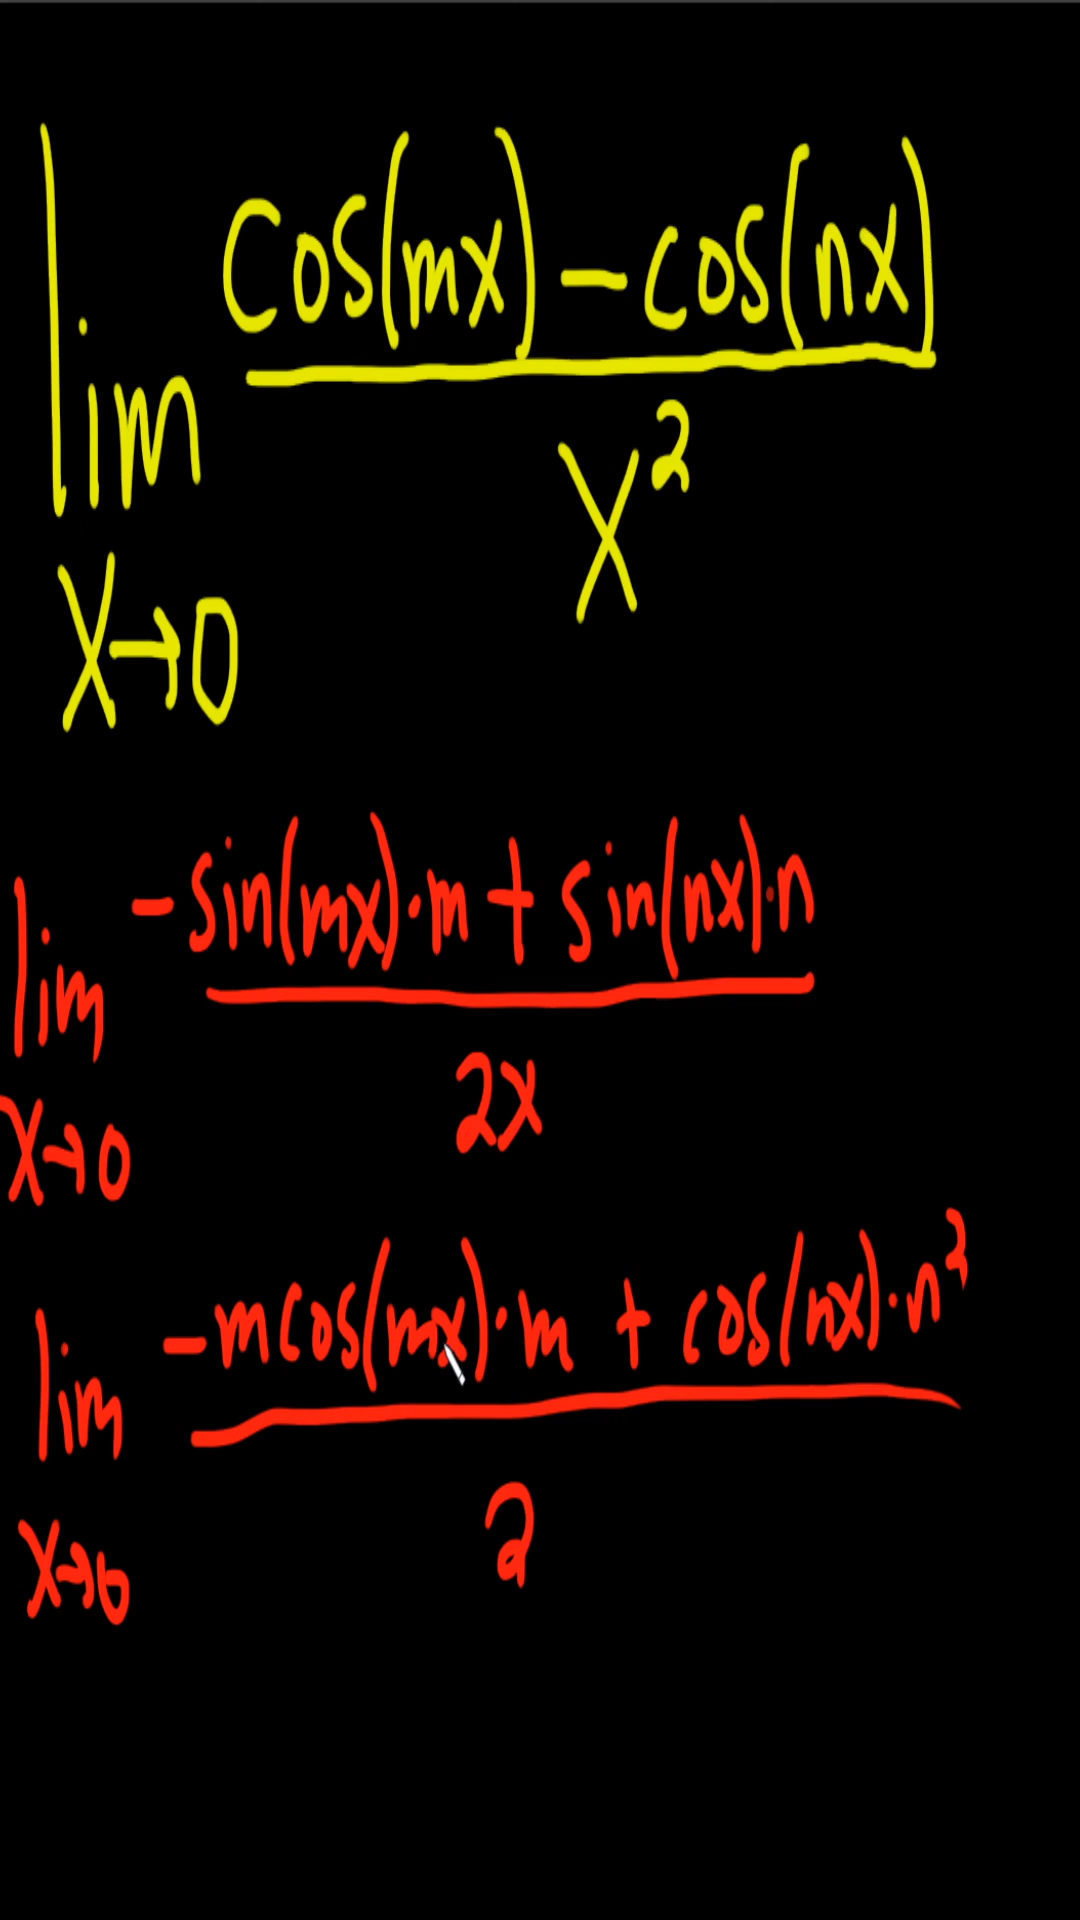 lim cos(mx) - cos(nx)
x²
x→0
lim -sin(mx)·m + sin(nx)·n
2x
x→0
lim -mcos(mx)·m + cos(nx)·n²
2
x→0